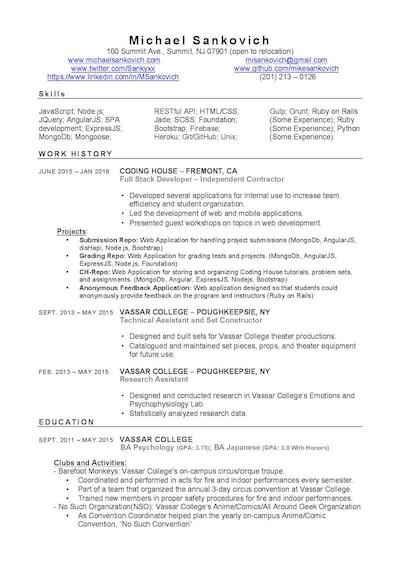 Michael Sankovich
160 Summit Ave., Summit, NJ 07901 (open to relocation)
www.michaelsankovich.com misankovich@gmail.com
www.twitter.com/Sankyxx www.github.com/mikesankovich
https://www.linkedin.com/in/MSankovich (201) 213 – 0126
Skills
JavaScript; Node.js; RESTful API; HTML/CSS; Gulp; Grunt; Ruby on Rails
JQuery; AngularJS; SPA Jade; SCSS; Foundation; (Some Experience); Ruby
development; ExpressJS; Bootstrap; Firebase; (Some Experience); Python
MongoDb; Mongoose; Heroku; Git/GitHub; Unix; (Some Experience)
WORK HISTORY
JUNE 2015 – JAN 2016 CODING HOUSE – FREMONT, CA
Full Stack Developer – Independent Contractor
• Developed several applications for internal use to increase team
efficiency and student organization.
• Led the development of web and mobile applications.
• Presented guest workshops on topics in web development.
Projects:
• Submission Repo: Web Application for handling project submissions (MongoDb, AngularJS,
disHapi, Node.js, Bootstrap)
• Grading Repo: Web Application for grading tests and projects. (MongoDb, AngularJS,
ExpressJS, Node.js, Foundation)
• CH-Repo: Web Application for storing and organizing Coding House tutorials, problem sets,
and assignments. (MongoDb, Angular, ExpressJS, Nodejs, Bootstrap)
• Anonymous Feedback Application: Web application designed so that students could
anonymously provide feedback on the program and instructors (Ruby on Rails)
SEPT. 2013 – MAY 2015 VASSAR COLLEGE – POUGHKEEPSIE, NY
Technical Assistant and Set Constructor
• Designed and built sets for Vassar College theater productions.
• Catalogued and maintained set pieces, props, and theater equipment
for future use.
FEB. 2013 – MAY 2015 VASSAR COLLEGE – POUGHKEEPSIE, NY
Research Assistant
• Designed and conducted research in Vassar College's Emotions and
Psychophysiology Lab.
• Statistically analyzed research data.
EDUCATION
SEPT. 2011 – MAY 2015 VASSAR COLLEGE
BA Psychology (GPA: 3.73); BA Japanese (GPA: 3.9 With Honors)
Clubs and Activities:
- Barefoot Monkeys: Vassar College's on-campus circus/cirque troupe.
• Coordinated and performed in acts for fire and indoor performances every semester.
• Part of a team that organized the annual 3-day circus convention at Vassar College.
• Trained new members in proper safety procedures for fire and indoor performances.
- No Such Organization(NSO): Vassar College's Anime/Comics/All Around Geek Organization
• As Convention Coordinator helped plan the yearly on-campus Anime/Comic
Convention, "No Such Convention"